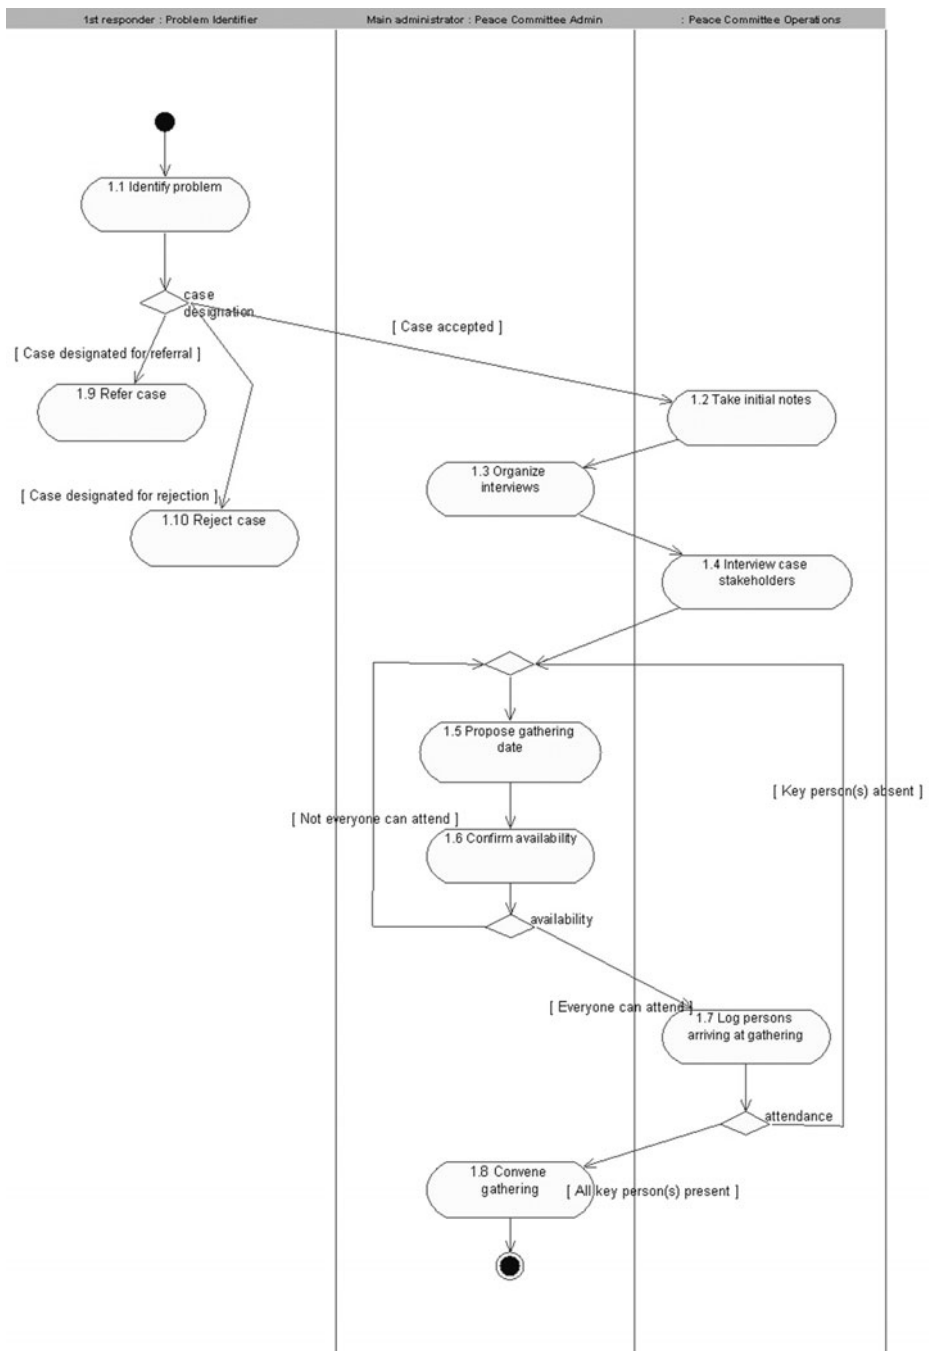 1st responder : Problem Identifier
Main administrator : Peace Committee Admin
: Peace Committee Operations
1.1 Identify problem
case
designation
[ Case accepted ]
[ Case designated for referral ]
1.9 Refer case
1.2 Take initial notes
1.3 Organize
interviews
[ Case designated for rejection ]
1.10 Reject case
1.4 Interview case
stakeholders
1.5 Propose gathering
date
[ Key person(s) absent ]
[ Not everyone can attend ]
1.6 Confirm availability
availability
[ Everyone can attend ]
1.7 Log persons
arriving at gathering
attendance
1.8 Convene
gathering
[ All key person(s) present ]